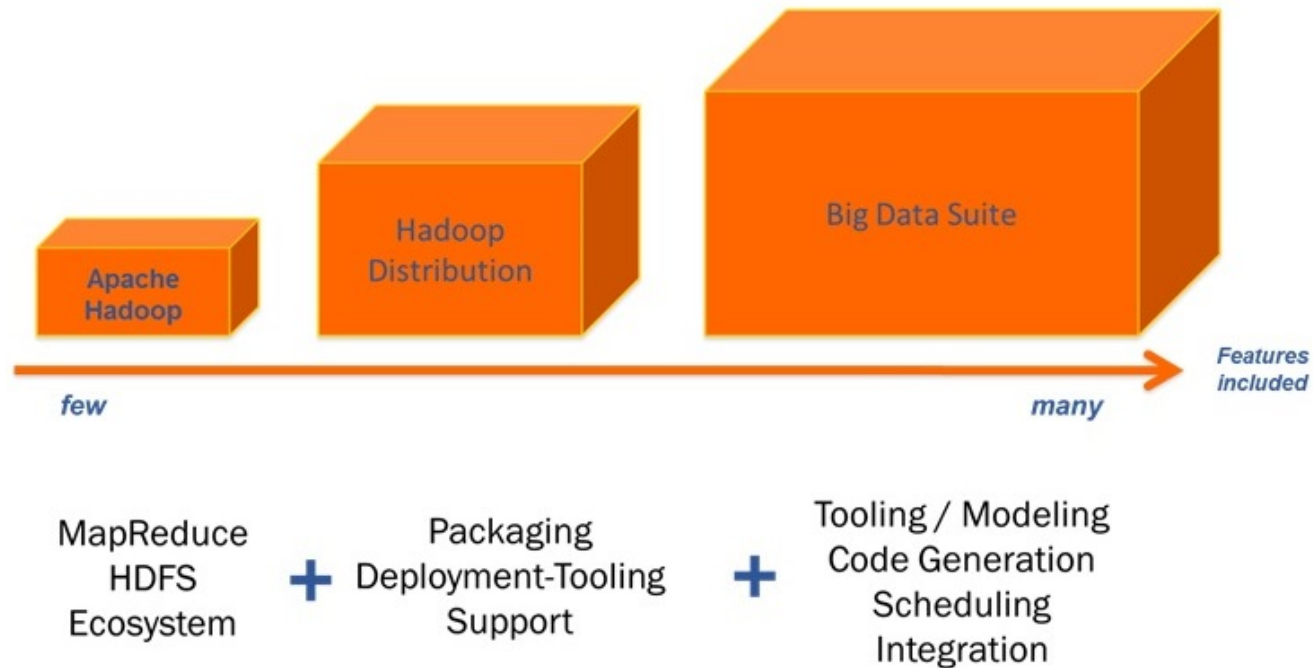 Apache
Hadoop
Hadoop
Distribution
Big Data Suite
few
many
Features
included
MapReduce
HDFS
Ecosystem
+
Packaging
Deployment-Tooling
Support
+
Tooling / Modeling
Code Generation
Scheduling
Integration